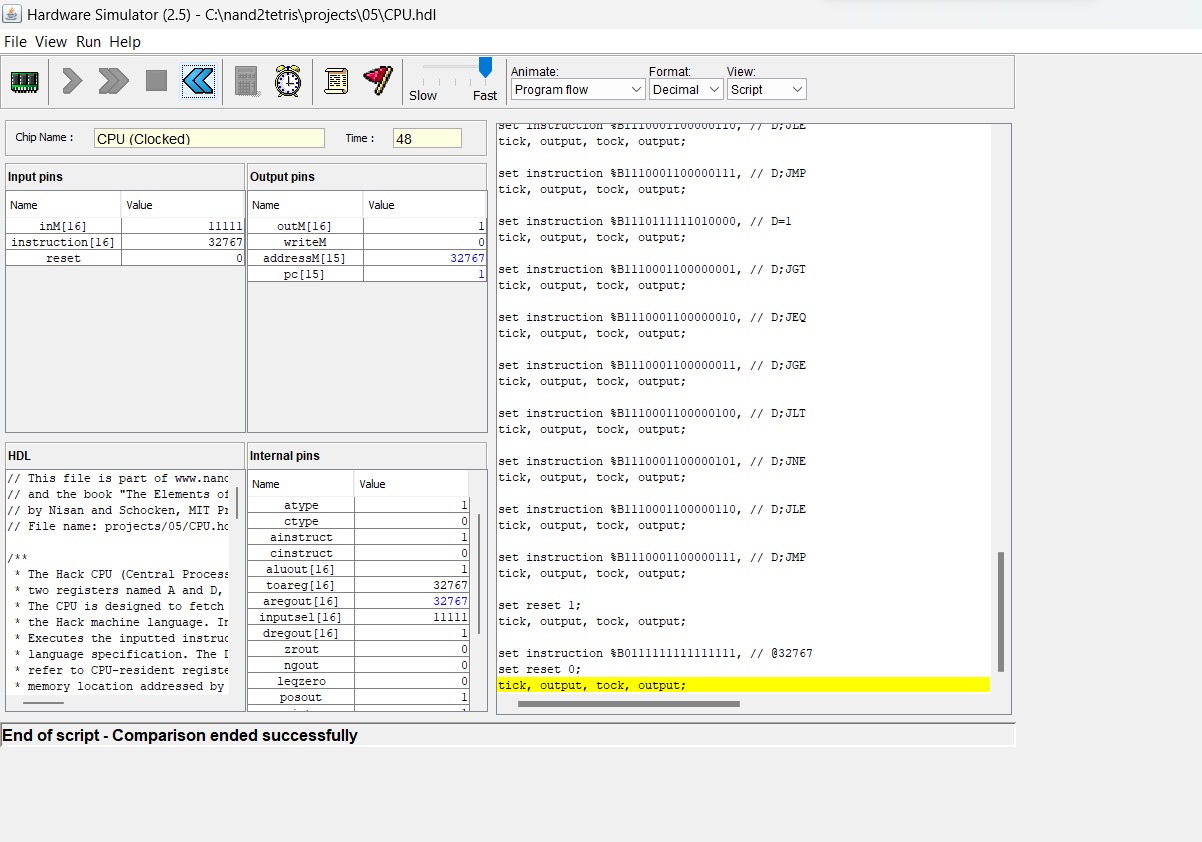 Hardware Simulator (2.5) - C:\nand2tetris\projects\05\CPU.hdl
File View Run Help
Slow Fast
Animate: Format: View:
Program flow Decimal Script
Chip Name : CPU (Clocked) Time : 48
Input pins
Name Value
inM[16] 11111
instruction[16] 32767
reset 0
Output pins
Name Value
outM[16] 1
writeM 0
addressM[15] 32767
pc[15] 1
HDL
// This file is part of www.nand
// and the book "The Elements of
// by Nisan and Schocken, MIT Pr
// File name: projects/05/CPU.hd
/**
* The Hack CPU (Central Process
* two registers named A and D,
* The CPU is designed to fetch
* the Hack machine language. In
* Executes the inputted instruc
* language specification. The D
* refer to CPU-resident registe
* memory location addressed by
Internal pins
Name Value
atype 1
ctype 0
ainstruct 1
cinstruct 0
aluout[16] 1
toareg[16] 32767
aregout[16] 32767
inputsel[16] 11111
dregout[16] 1
zrout 0
ngout 0
leqzero 0
posout 1
set instruction %B1110001100000110, // D;JLE
tick, output, tock, output;
set instruction %B1110001100000111, // D;JMP
tick, output, tock, output;
set instruction %B1110111111010000, // D=1
tick, output, tock, output;
set instruction %B1110001100000001, // D;JGT
tick, output, tock, output;
set instruction %B1110001100000010, // D;JEQ
tick, output, tock, output;
set instruction %B1110001100000011, // D;JGE
tick, output, tock, output;
set instruction %B1110001100000100, // D;JLT
tick, output, tock, output;
set instruction %B1110001100000101, // D;JNE
tick, output, tock, output;
set instruction %B1110001100000110, // D;JLE
tick, output, tock, output;
set instruction %B1110001100000111, // D;JMP
tick, output, tock, output;
set reset 1;
tick, output, tock, output;
set instruction %B0111111111111111, // @32767
set reset 0;
tick, output, tock, output;
End of script - Comparison ended successfully